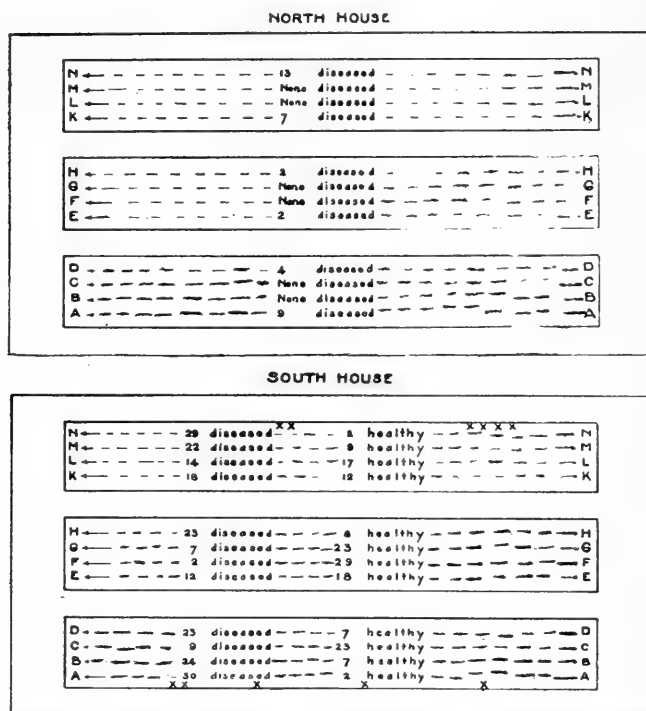 NORTH HOUSE
N 13 diseased N
M None diseased M
L None diseased L
K 7 diseased K
H diseased H
G None diseased G
F None diseased F
E 2 diseased E
D 4 diseased D
C None diseased C
B None diseased B
A 9 diseased A
SOUTH HOUSE
x x x x x x
N 29 diseased healthy N
M 22 diseased 9 healthy M
L 14 diseased 17 healthy L
K 18 diseased 12 healthy K
H 23 diseased healthy H
G 7 diseased 23 healthy G
F 2 diseased 29 healthy F
E 12 diseased 18 healthy E
D 23 diseased 7 healthy D
C 9 diseased 23 healthy C
B 24 diseased 7 healthy B
A 30 diseased 2 healthy A
x x x x x